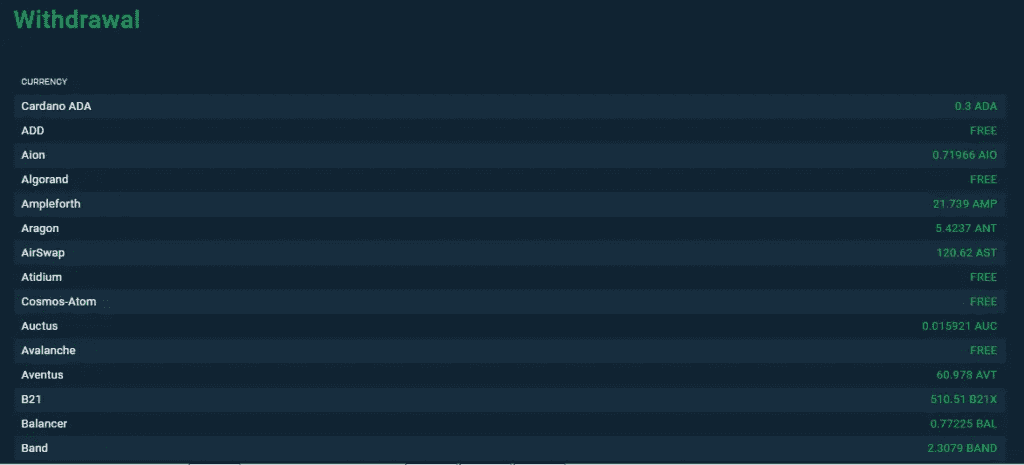 Withdrawal
CURRENCY
Cardano ADA 0.3 ADA
ADD FREE
Aion 0.71966 AIO
Algorand FREE
Ampleforth 21.739 AMP
Aragon 5.4237 ANT
AirSwap 120.62 AST
Atidium FREE
Cosmos-Atom FREE
Auctus 0.015921 AUC
Avalanche FREE
Aventus 60.978 AVT
B21 510.51 B21X
Balancer 0.77225 BAL
Band 2.3079 BAND